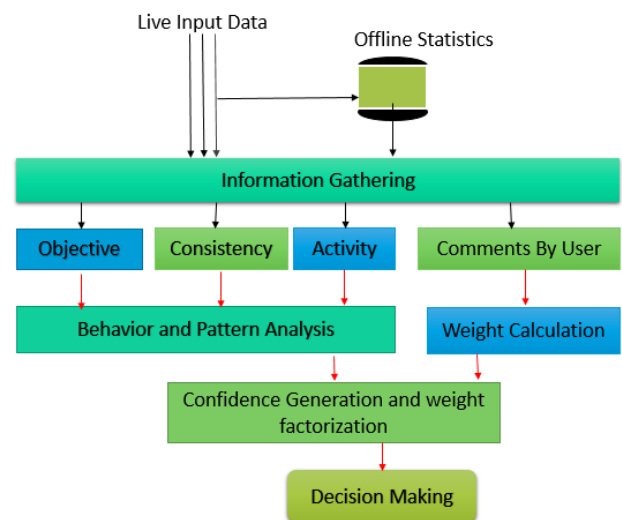 Live Input Data
Offline Statistics
Information Gathering
Objective
Consistency
Activity
Comments By User
Behavior and Pattern Analysis
Weight Calculation
Confidence Generation and weight
factorization
Decision Making